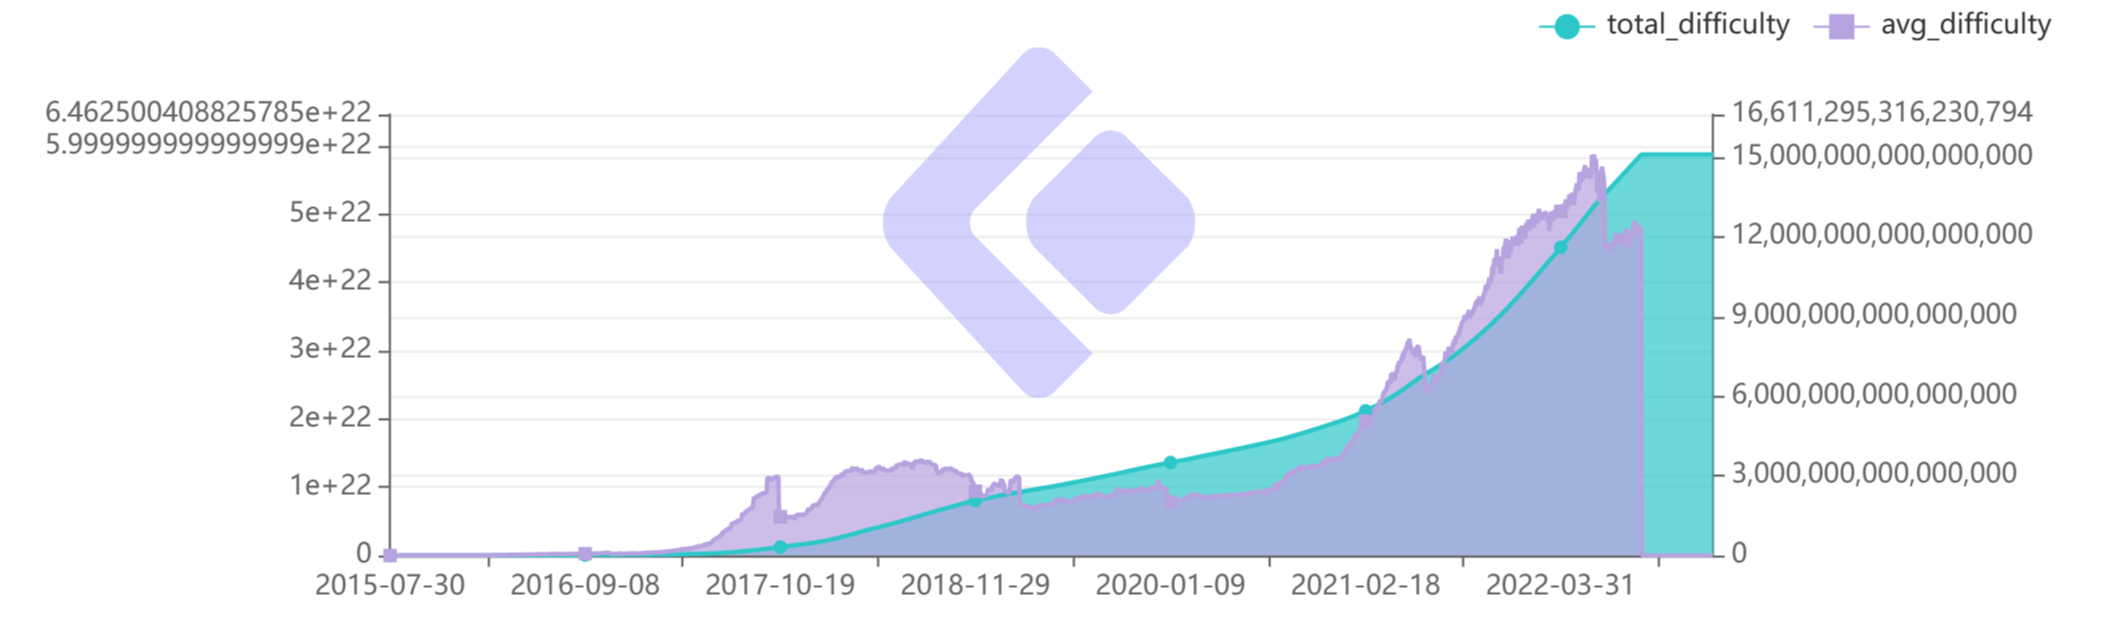 total_difficulty avg_difficulty
6.462500408825785e+22 16,611,295,316,230,794
5.999999999999999e+22 15,000,000,000,000,000
5e+22 12,000,000,000,000,000
4e+22 9,000,000,000,000,000
3e+22 6,000,000,000,000,000
2e+22 3,000,000,000,000,000
1e+22
0 0
2015-07-30 2016-09-08 2017-10-19 2018-11-29 2020-01-09 2021-02-18 2022-03-31